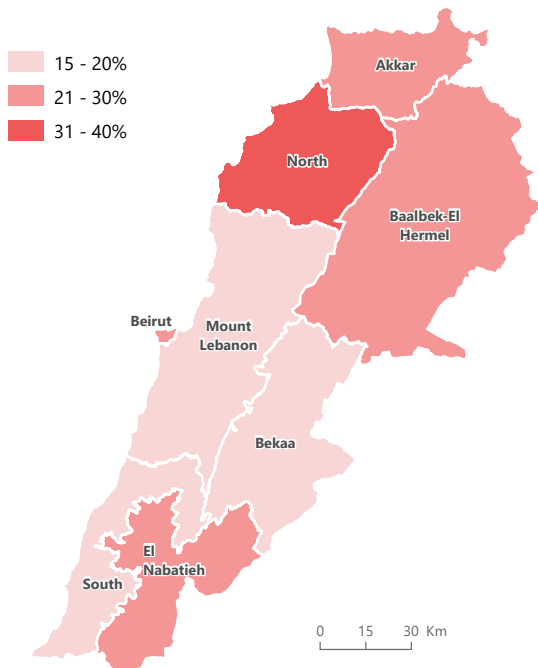 15 - 20%
21 - 30%
31 - 40%
Akkar
North
Baalbek-El
Hermel
Beirut
Mount
Lebanon
Bekaa
El
Nabatieh
South
0 15 30 Km